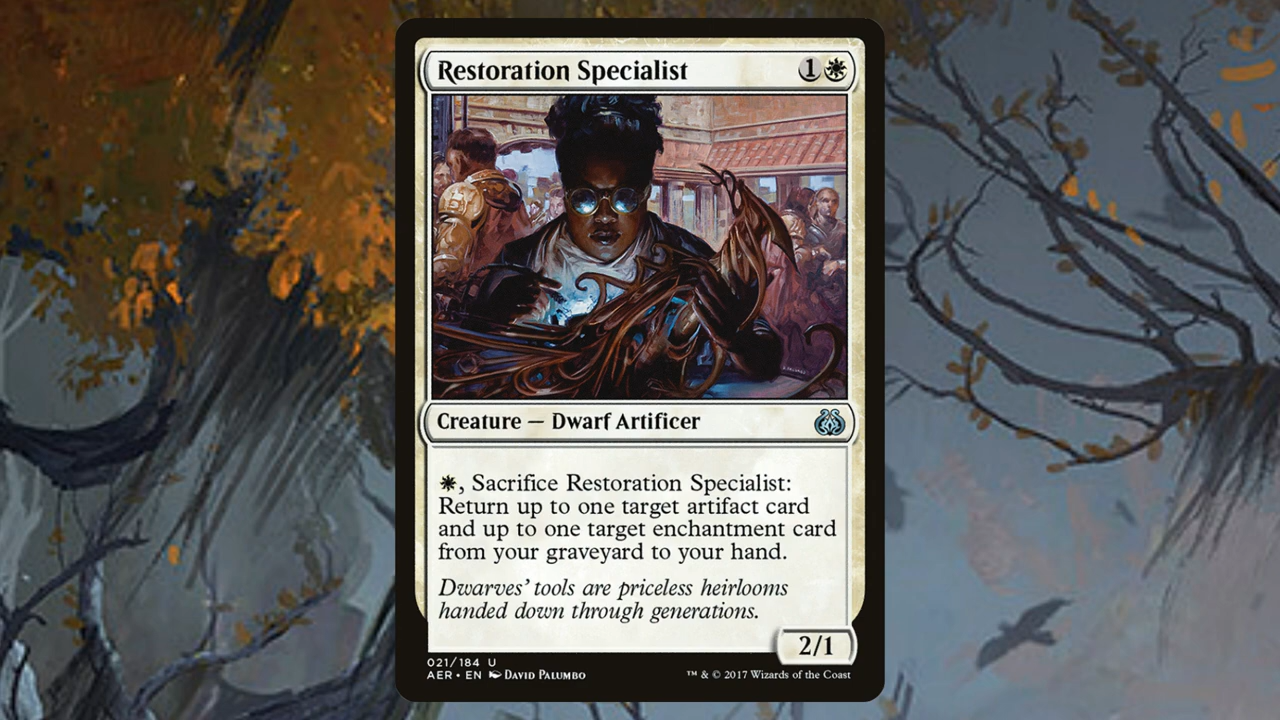 Restoration Specialist 1
Creature — Dwarf Artificer
, Sacrifice Restoration Specialist:
Return up to one target artifact card
and up to one target enchantment card
from your graveyard to your hand.
Dwarves’ tools are priceless heirlooms
handed down through generations.
2/1
021/184 U
AER • EN David Palumbo
™ & © 2017 Wizards of the Coast